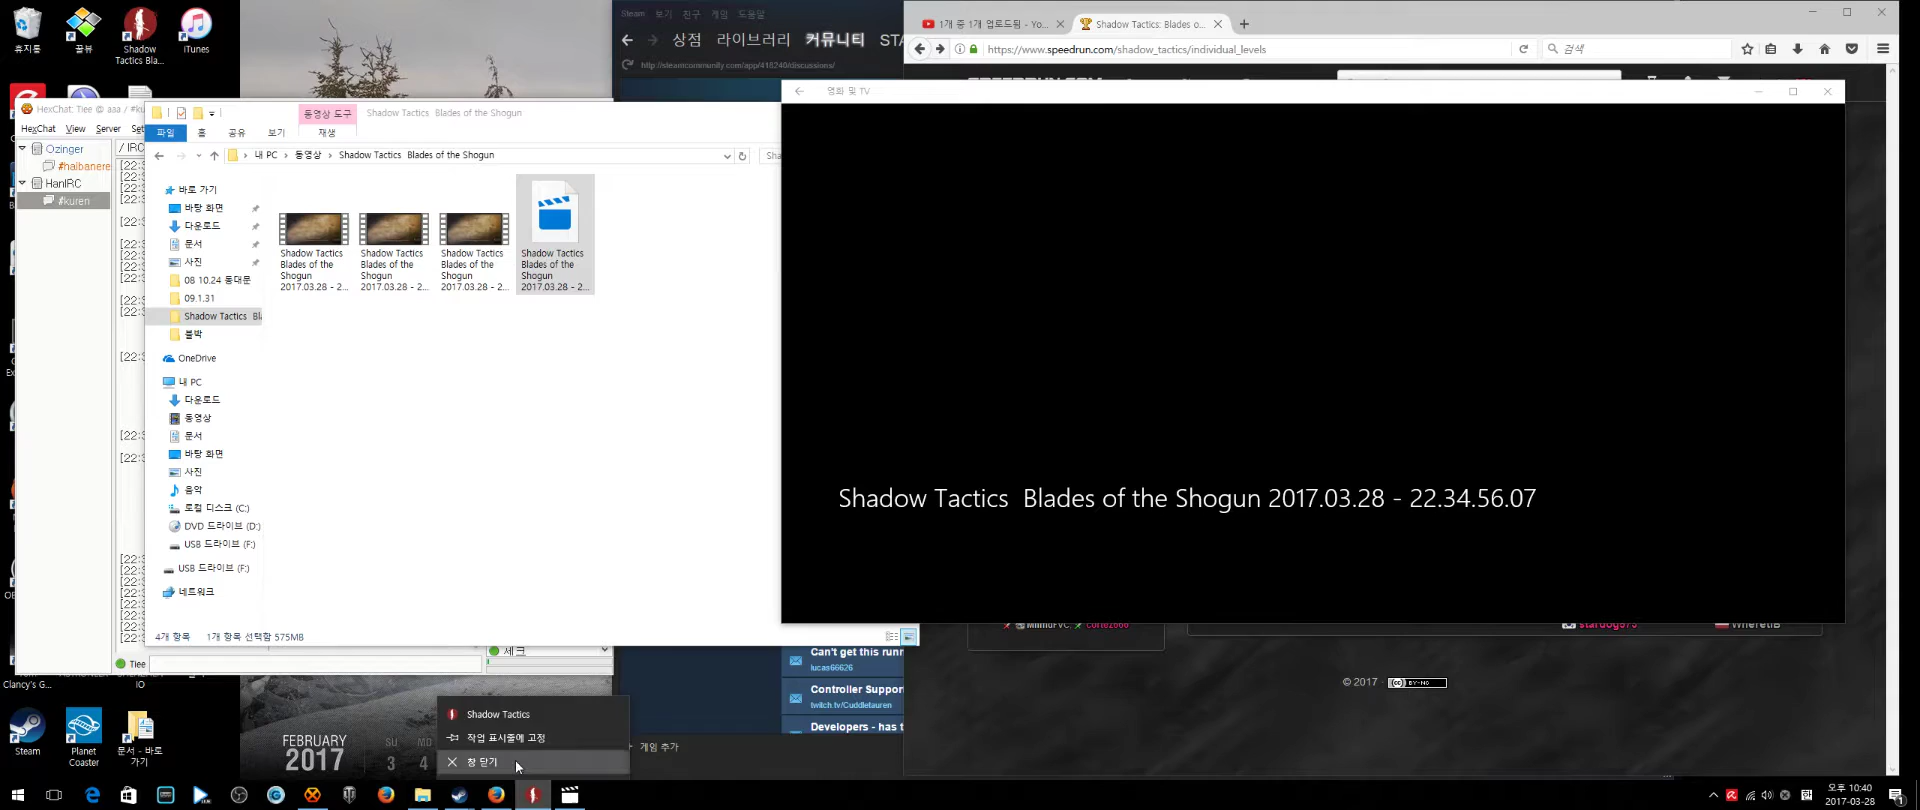 휴지통
꿀뷰
Shadow
Tactics Bla...
iTunes
HexChat: Tiee @ aaa / #ku
HexChat View Server
Ozinger
#haibanere
HanIRC
#kuren
/ IRC
Tiee
세크
동영상 도구
Shadow Tactics  Blades of the Shogun
파일
홈
공유
보기
재생
내 PC
동영상
Shadow Tactics  Blades of the Shogun
바로 가기
바탕 화면
다운로드
문서
사진
08 10.24 동대문
09.1.31
Shadow Tactics  Bl
블박
OneDrive
내 PC
다운로드
동영상
문서
바탕 화면
사진
음악
로컬 디스크 (C:)
DVD 드라이브 (D:)
USB 드라이브 (F:)
USB 드라이브 (F:)
네트워크
Shadow Tactics
Blades of the
Shogun
2017.03.28 - 2...
Shadow Tactics
Blades of the
Shogun
2017.03.28 - 2...
Shadow Tactics
Blades of the
Shogun
2017.03.28 - 2...
Shadow Tactics
Blades of the
Shogun
2017.03.28 - 2...
4개 항목
1개 항목 선택함 575MB
Steam 보기 친구 게임 도움말
상점 라이브러리 커뮤니티 STA
http://steamcommunity.com/app/418240/discussions/
Can't get this runn
lucas66626
Controller Suppor
twitch.tv/Cuddletauren
Developers - has t
게임 추가
1개 중 1개 업로드됨 - Yo...
Shadow Tactics: Blades o...
https://www.speedrun.com/shadow_tactics/individual_levels
검색
영화 및 TV
Shadow Tactics  Blades of the Shogun 2017.03.28 - 22.34.56.07
stardog975
© 2017
Clancy's G...
IO
Steam
Planet
Coaster
문서 - 바로
가기
FEBRUARY
2017
SU
3
4
Shadow Tactics
작업 표시줄에 고정
창 닫기
오후 10:40
2017-03-28